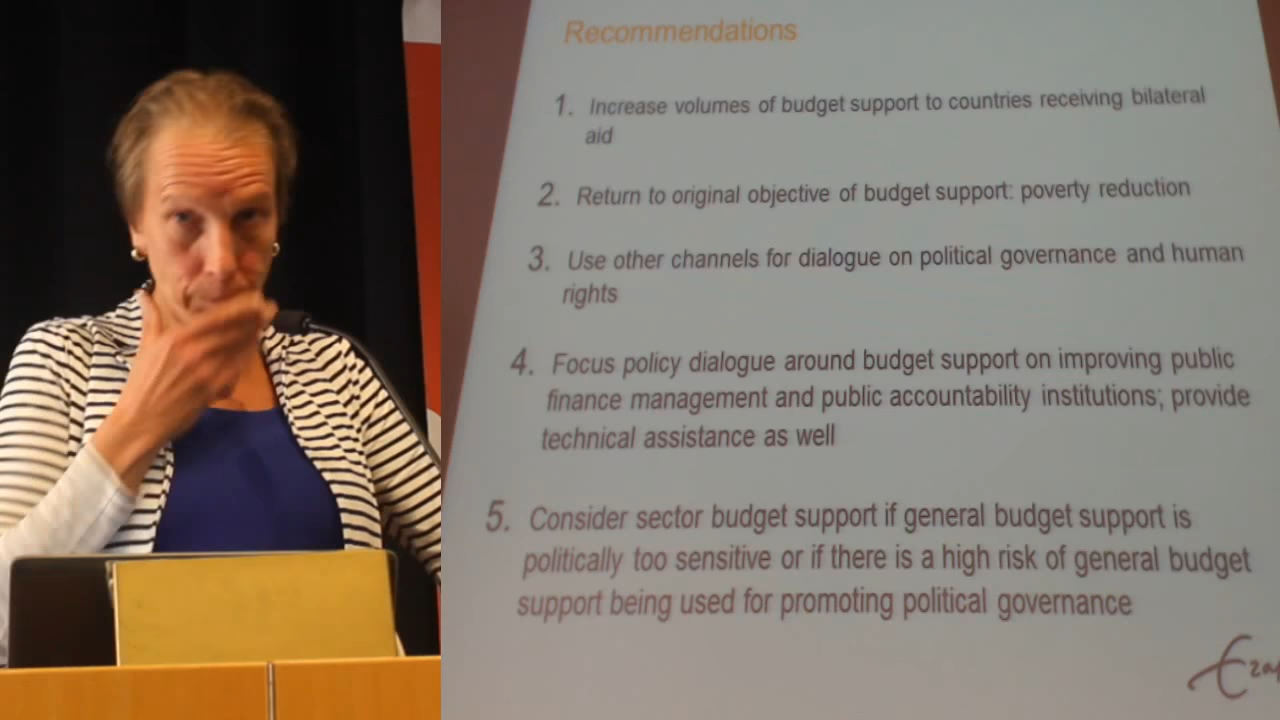 Recommendations
1. Increase volumes of budget support to countries receiving bilateral
aid
2. Return to original objective of budget support: poverty reduction
3. Use other channels for dialogue on political governance and human
rights
4. Focus policy dialogue around budget support on improving public
finance management and public accountability institutions; provide
technical assistance as well
5. Consider sector budget support if general budget support is
politically too sensitive or if there is a high risk of general budget
support being used for promoting political governance